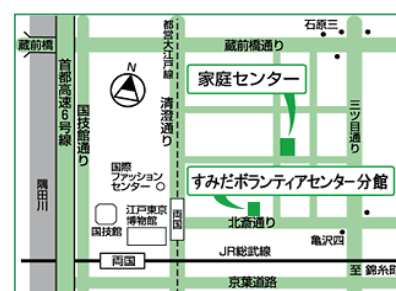 石原三
都営大江戸線
蔵前橋
蔵前橋通り
首都高速6号線
N
家庭センター
国技館通り
清澄通り
三ツ目通り
国際
ファッション
センター
すみだボランティアセンター分館
隅田川
江戸東京
博物館
両国
北斎通り
国技館
亀沢四
JR総武線
両国
至 錦糸町
京葉道路